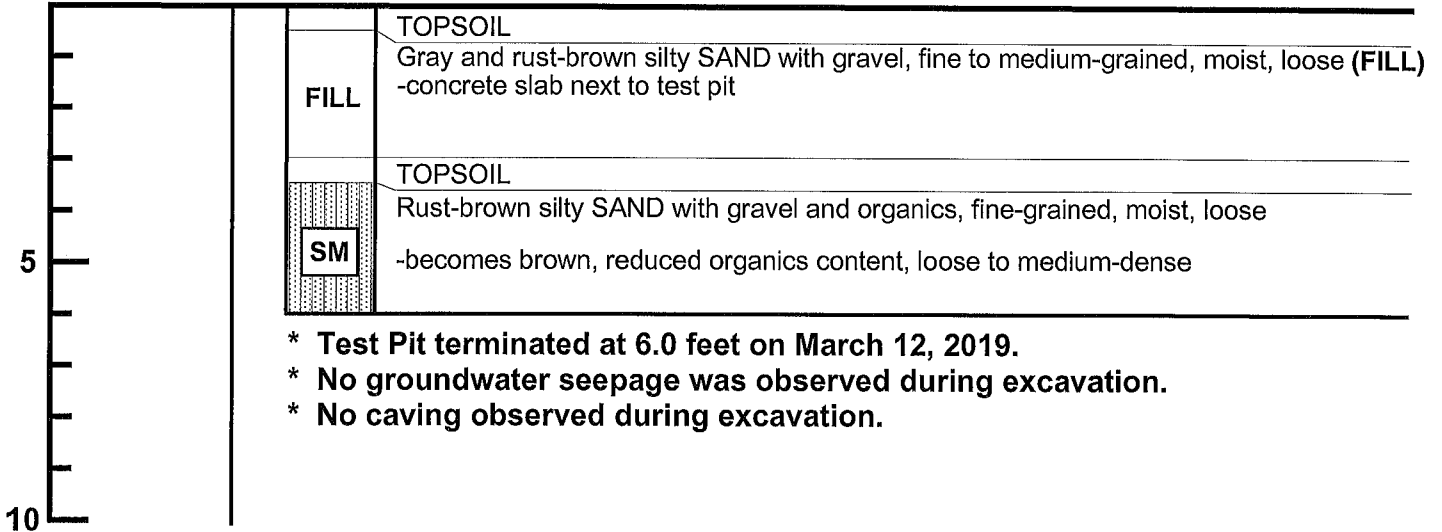 TOPSOIL
Gray and rust-brown silty SAND with gravel, fine to medium-grained, moist, loose (FILL)
-concrete slab next to test pit
FILL
TOPSOIL
Rust-brown silty SAND with gravel and organics, fine-grained, moist, loose
5
SM
-becomes brown, reduced organics content, loose to medium-dense
* Test Pit terminated at 6.0 feet on March 12, 2019.
* No groundwater seepage was observed during excavation.
* No caving observed during excavation.
10